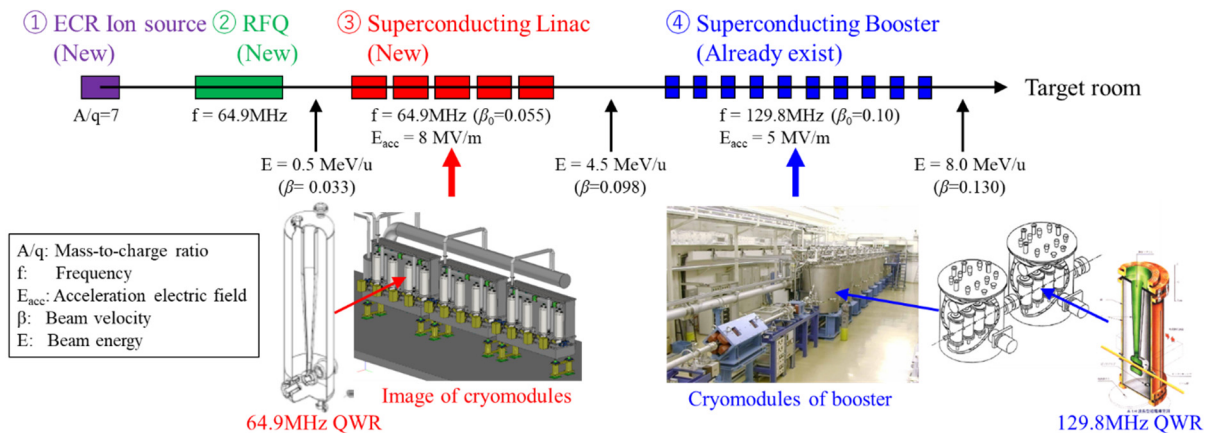 ① ECR Ion source
(New)
② RFQ
(New)
③ Superconducting Linac
(New)
④ Superconducting Booster
(Already exist)
Target room
A/q=7
f = 64.9MHz
f = 64.9MHz (β₀=0.055)
Eacc = 8 MV/m
f = 129.8MHz (β₀=0.10)
Eacc = 5 MV/m
E = 0.5 MeV/u
(β= 0.033)
E = 4.5 MeV/u
(β=0.098)
E = 8.0 MeV/u
(β=0.130)
A/q: Mass-to-charge ratio
f: Frequency
Eacc: Acceleration electric field
β: Beam velocity
E: Beam energy
Image of cryomodules
64.9MHz QWR
Cryomodules of booster
129.8MHz QWR